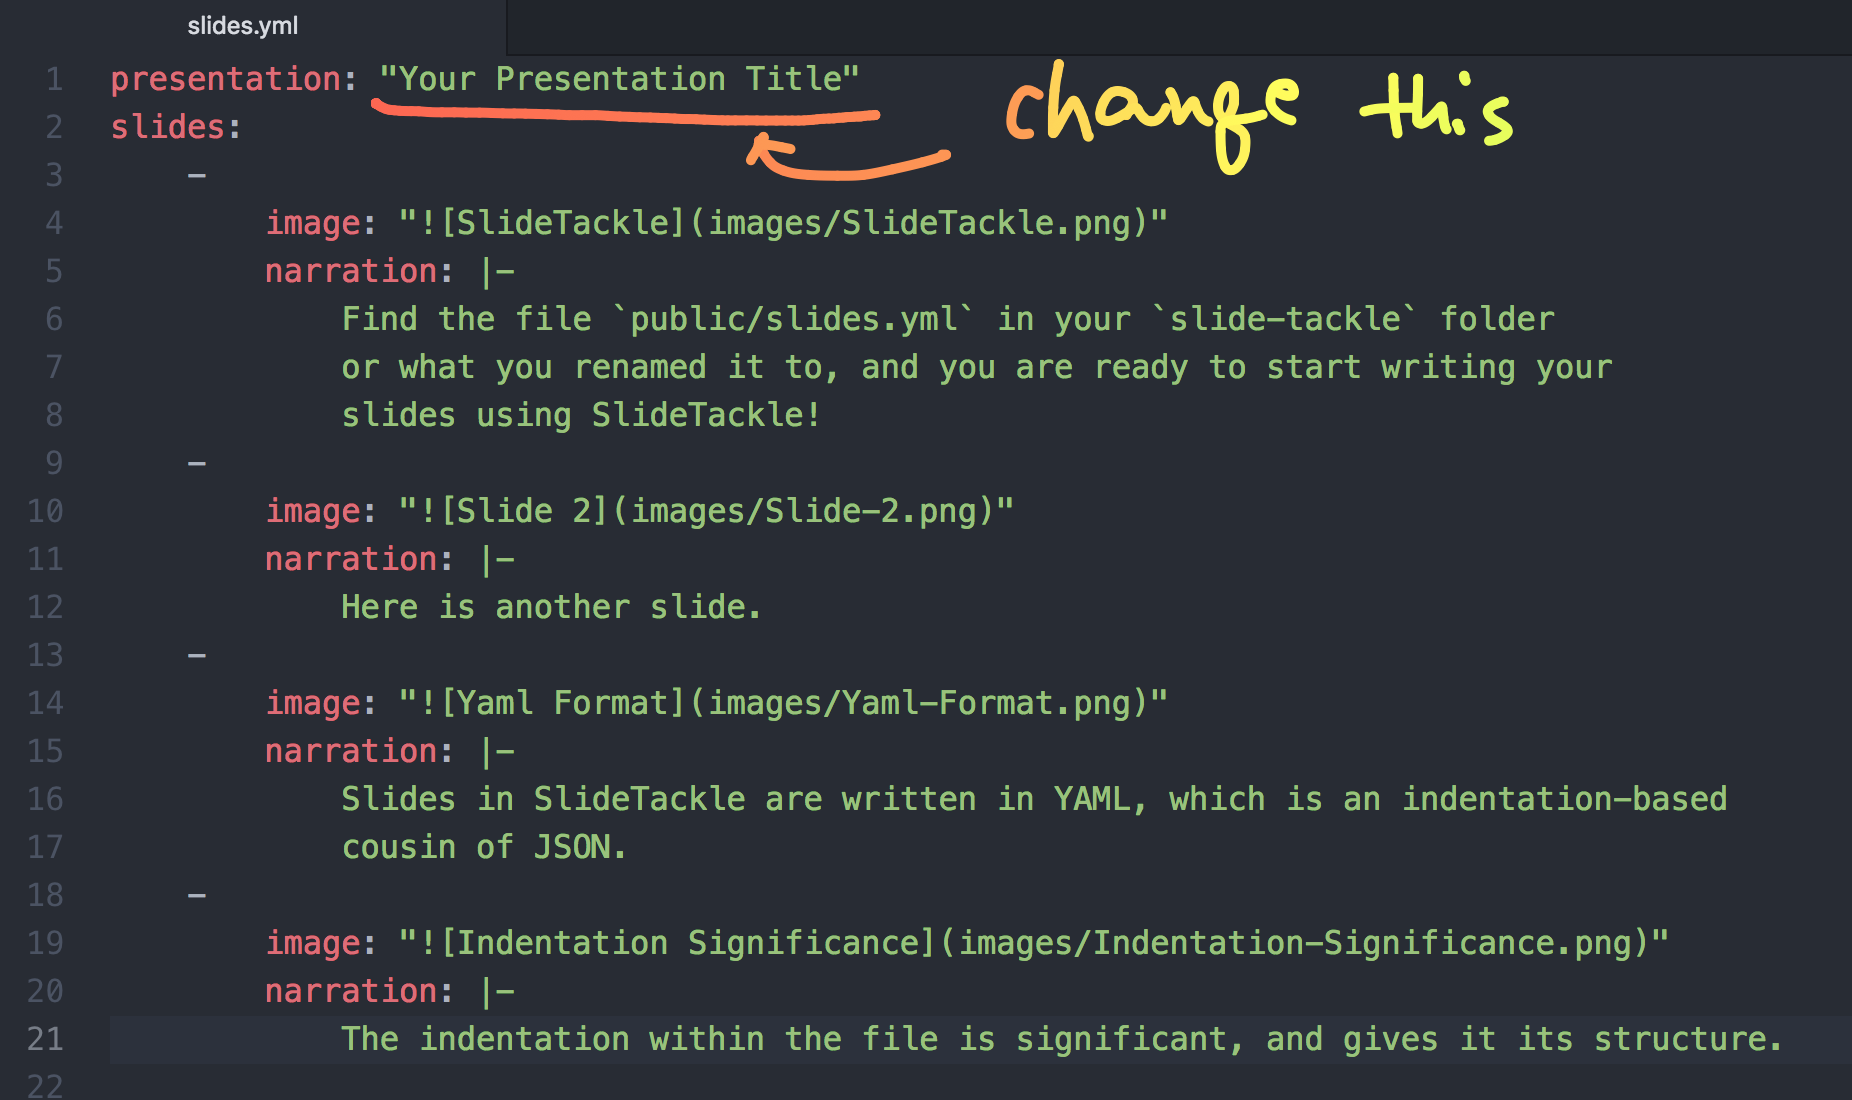 slides.yml
1 presentation: "Your Presentation Title" change this
2 slides:
3 -
4 image: "![SlideTackle](images/SlideTackle.png)"
5 narration: |-
6 Find the file `public/slides.yml` in your `slide-tackle` folder
7 or what you renamed it to, and you are ready to start writing your
8 slides using SlideTackle!
9 -
10 image: "![Slide 2](images/Slide-2.png)"
11 narration: |-
12 Here is another slide.
13 -
14 image: "![Yaml Format](images/Yaml-Format.png)"
15 narration: |-
16 Slides in SlideTackle are written in YAML, which is an indentation-based
17 cousin of JSON.
18 -
19 image: "![Indentation Significance](images/Indentation-Significance.png)"
20 narration: |-
21 The indentation within the file is significant, and gives it its structure.
22